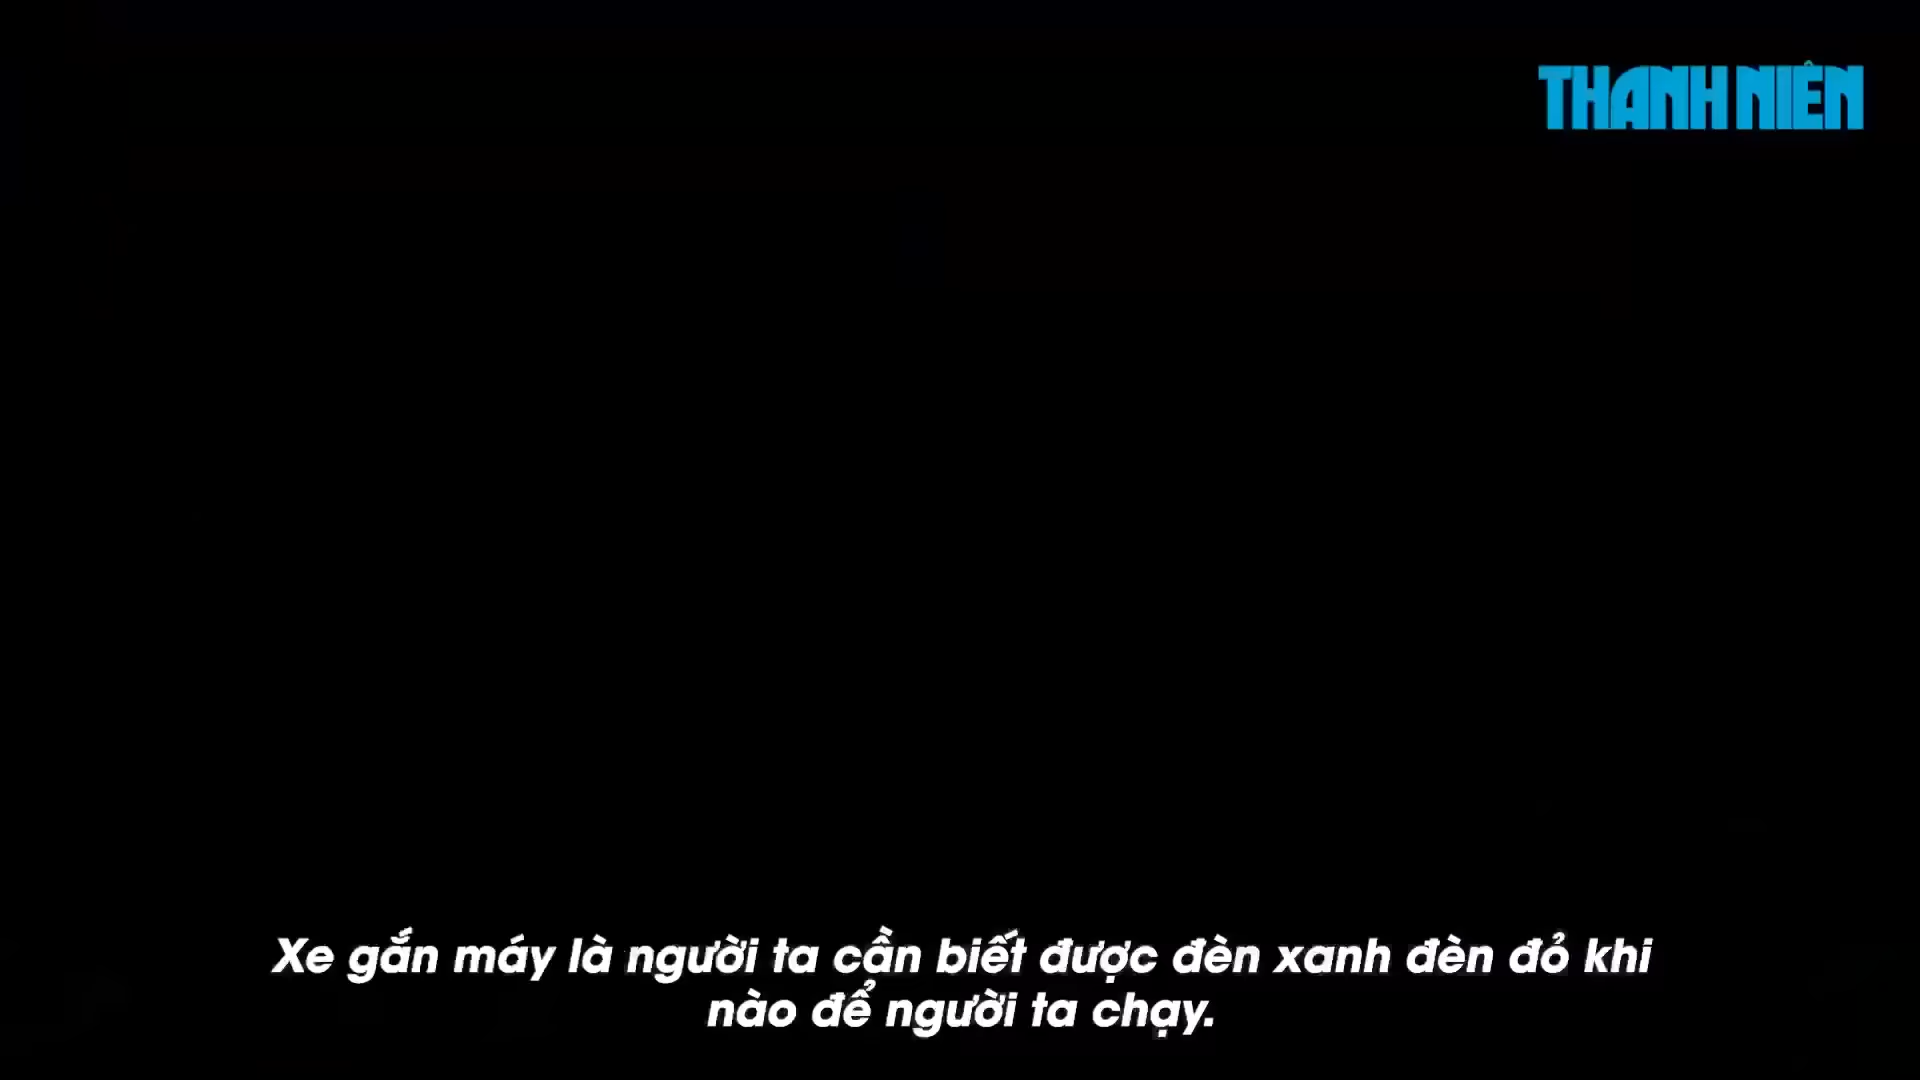 THANH NIÊN
Xe gắn máy là người ta cần biết được đèn xanh đèn đỏ khi
nào để người ta chạy.